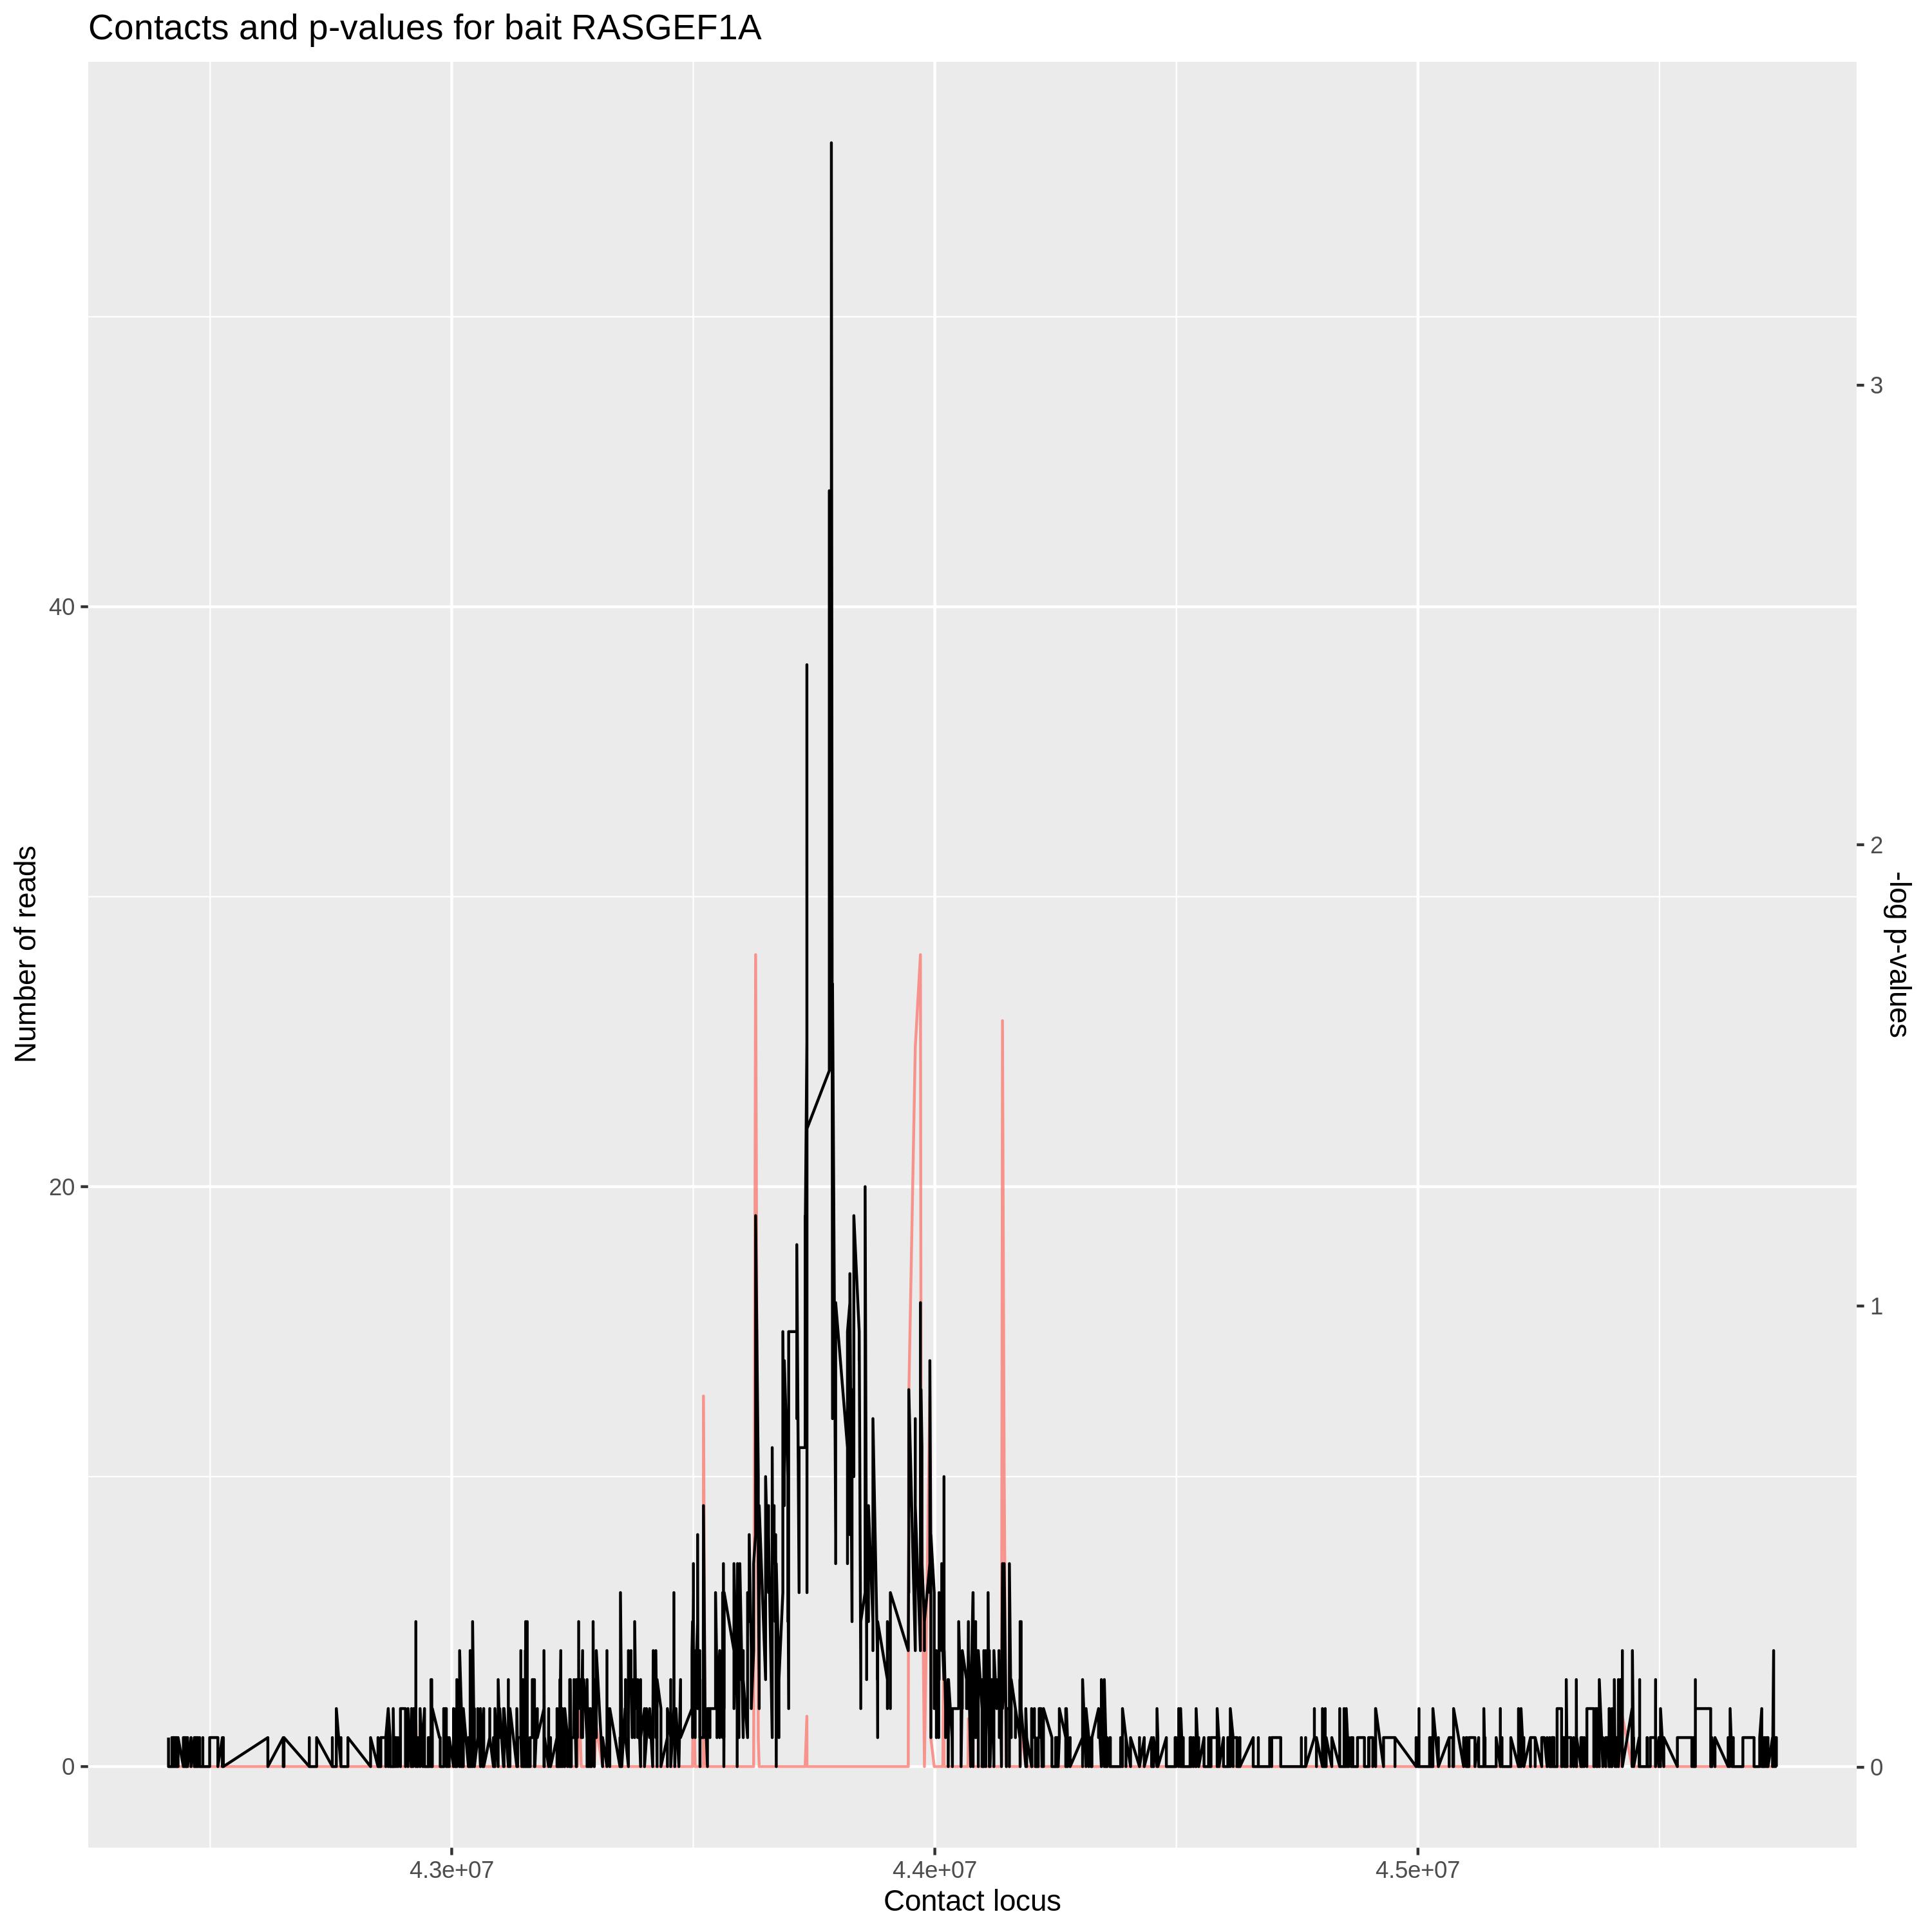 Contacts and p-values for bait RASGEF1A
Number of reads
40
20
0
3
2
1
0
-log p-values
4.3e+07
4.4e+07
4.5e+07
Contact locus